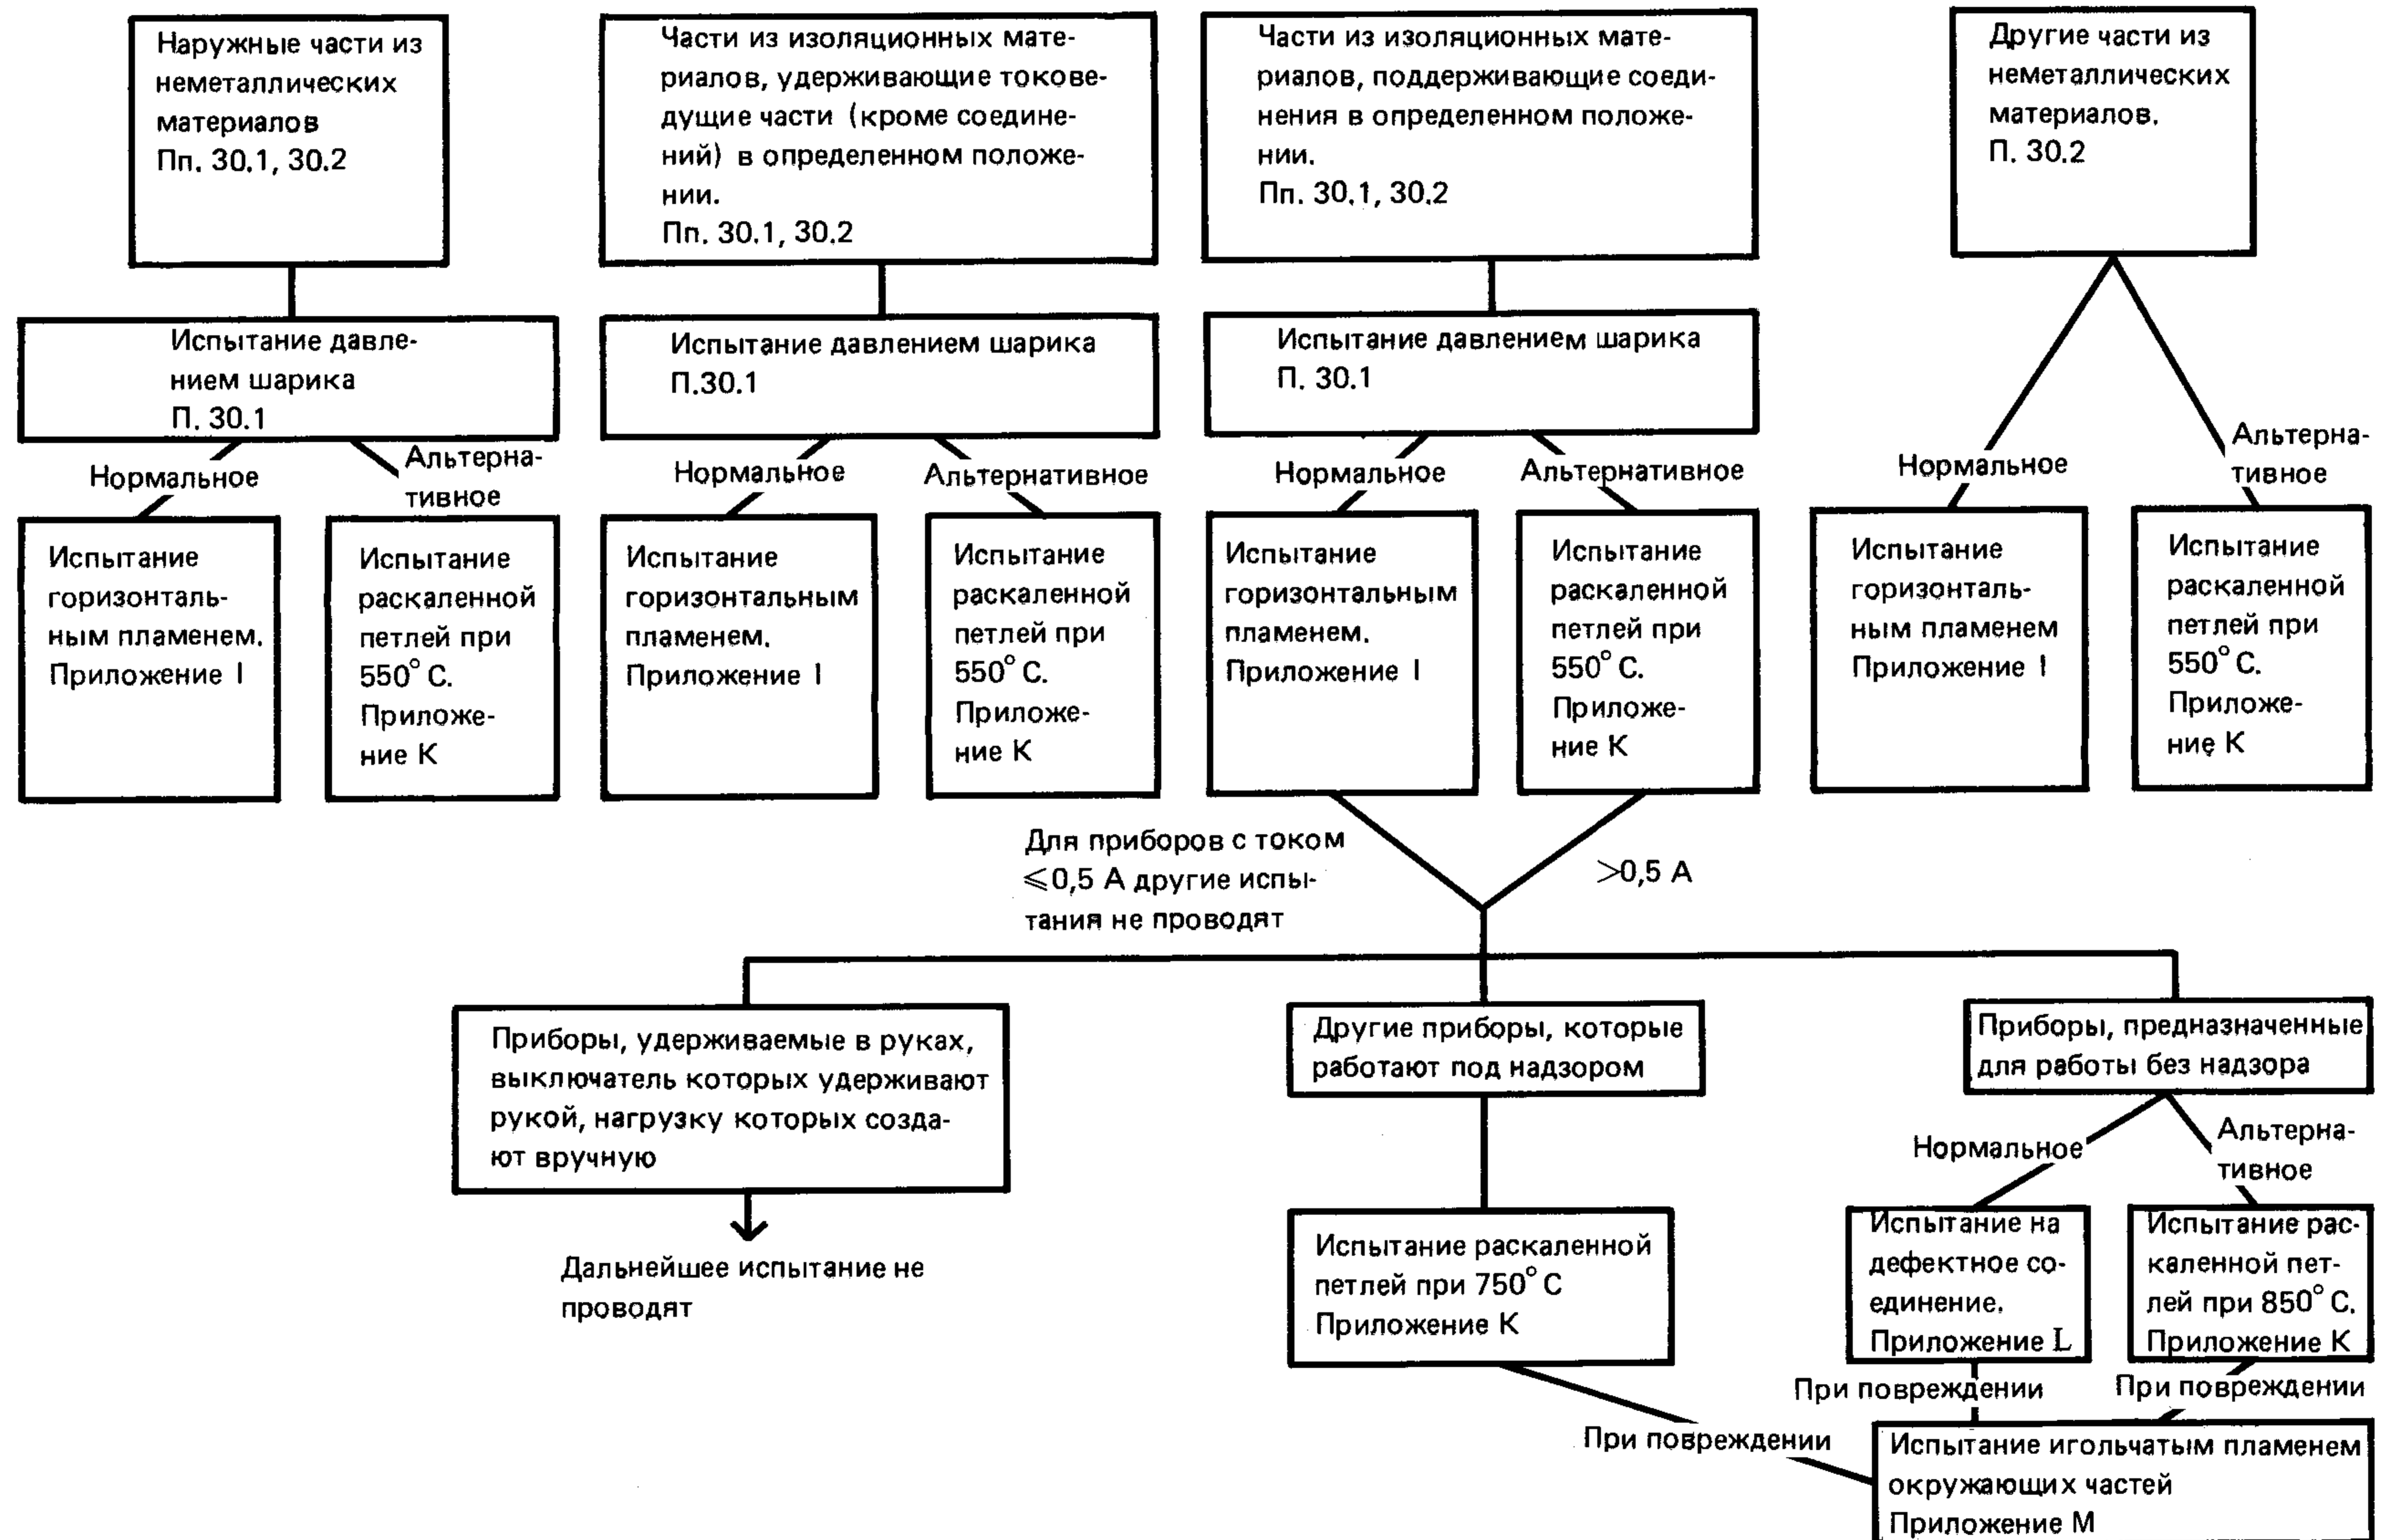 Наружные части из
неметаллических
материалов
Пп. 30.1, 30.2
Части из изоляционных мате-
риалов, удерживающие токове-
дущие части (кроме соедине-
ний) в определенном положе-
нии.
Пп. 30.1, 30.2
Части из изоляционных мате-
риалов, поддерживающие соеди-
нения в определенном положе-
нии.
Пп. 30.1, 30.2
Другие части из
неметаллических
материалов.
П. 30.2
Испытание давле-
нием шарика
П. 30.1
Испытание давлением шарика
П.30.1
Испытание давлением шарика
П. 30.1
Нормальное
Альтерна-
тивное
Нормальное
Альтернативное
Нормальное
Альтернативное
Нормальное
Альтерна-
тивное
Испытание
горизонталь-
ным пламенем.
Приложение I
Испытание
раскаленной
петлей при
550° С.
Приложе-
ние К
Испытание
горизонтальным
пламенем.
Приложение I
Испытание
раскаленной
петлей при
550° С.
Приложе-
ние К
Испытание
горизонтальным
пламенем.
Приложение I
Испытание
раскаленной
петлей при
550° С.
Приложе-
ние К
Испытание
горизонталь-
ным пламенем
Приложение I
Испытание
раскаленной
петлей при
550° С.
Приложе-
ние К
Для приборов с током
⩽0,5 А другие испы-
тания не проводят
>0,5 А
Приборы, удерживаемые в руках,
выключатель которых удерживают
рукой, нагрузку которых созда-
ют вручную
Другие приборы, которые
работают под надзором
Приборы, предназначенные
для работы без надзора
Дальнейшее испытание не
проводят
Нормальное
Альтерна-
тивное
Испытание раскаленной
петлей при 750° С
Приложение К
Испытание на
дефектное со-
единение.
Приложение L
Испытание рас-
каленной пет-
лей при 850° С.
Приложение К
При повреждении
При повреждении
При повреждении
Испытание игольчатым пламенем
окружающих частей
Приложение М